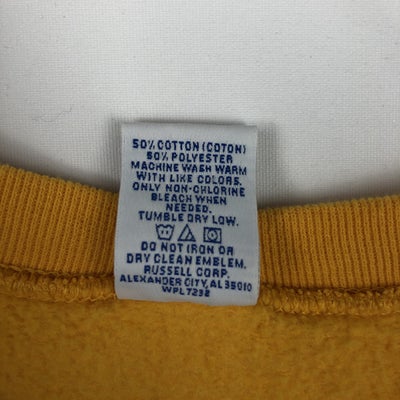 50% COTTON (COTON)
50% POLYESTER
MACHINE WASH WARM
WITH LIKE COLORS.
ONLY NON-CHLORINE
BLEACH WHEN
NEEDED.
TUMBLE DRY LOW.
DO NOT IRON OR
DRY CLEAN EMBLEM.
RUSSELL CORP.
ALEXANDER CITY, AL 35010
WPL 7238